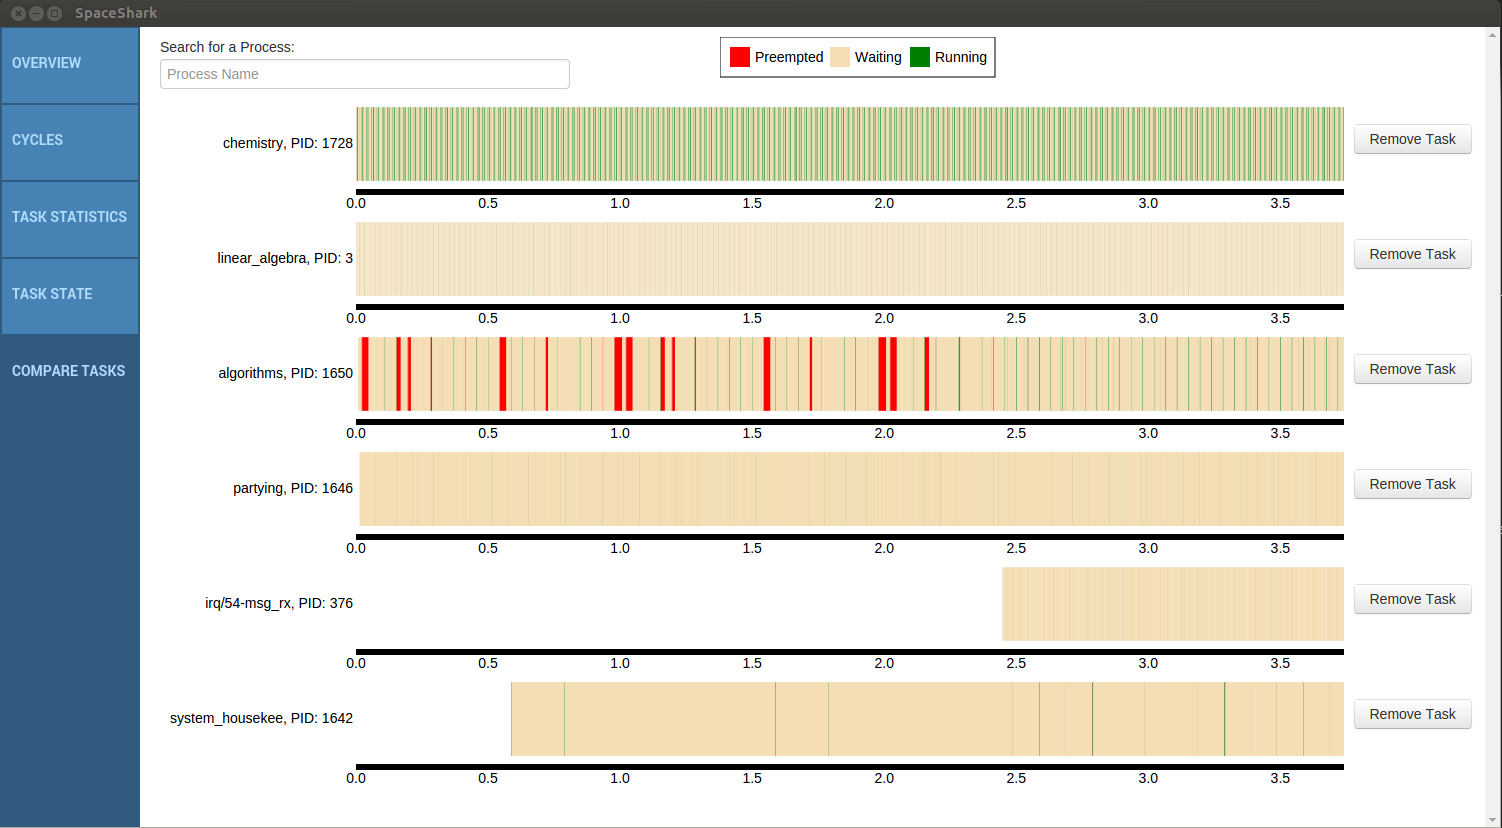 SpaceShark
OVERVIEW
CYCLES
TASK STATISTICS
TASK STATE
COMPARE TASKS
Search for a Process:
Process Name
Preempted Waiting Running
chemistry, PID: 1728
Remove Task
0.0 0.5 1.0 1.5 2.0 2.5 3.0 3.5
linear_algebra, PID: 3
Remove Task
0.0 0.5 1.0 1.5 2.0 2.5 3.0 3.5
algorithms, PID: 1650
Remove Task
0.0 0.5 1.0 1.5 2.0 2.5 3.0 3.5
partying, PID: 1646
Remove Task
0.0 0.5 1.0 1.5 2.0 2.5 3.0 3.5
irq/54-msg_rx, PID: 376
Remove Task
0.0 0.5 1.0 1.5 2.0 2.5 3.0 3.5
system_housekee, PID: 1642
Remove Task
0.0 0.5 1.0 1.5 2.0 2.5 3.0 3.5